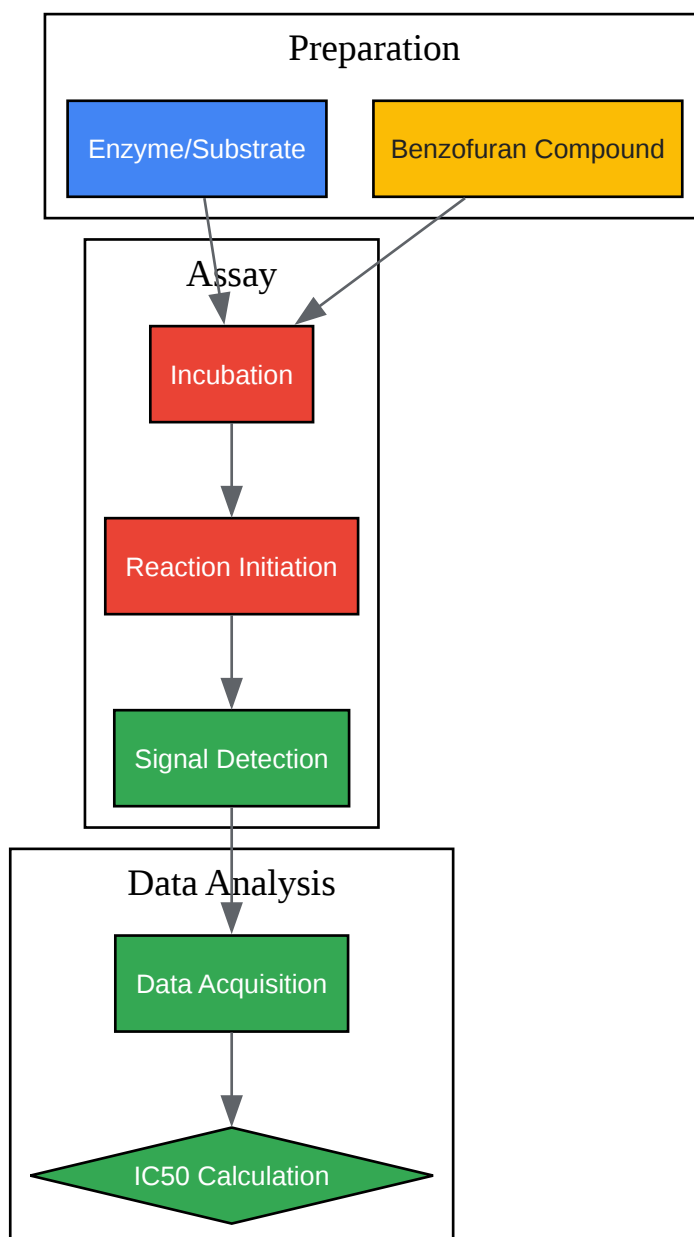 Preparation
Enzyme/Substrate
Benzofuran Compound
Assay
Incubation
Reaction Initiation
Signal Detection
Data Analysis
Data Acquisition
IC50 Calculation